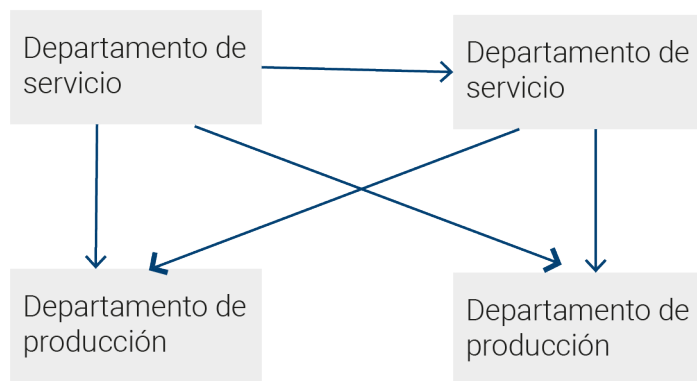 Departamento de
servicio
Departamento de
servicio
Departamento de
producción
Departamento de
producción